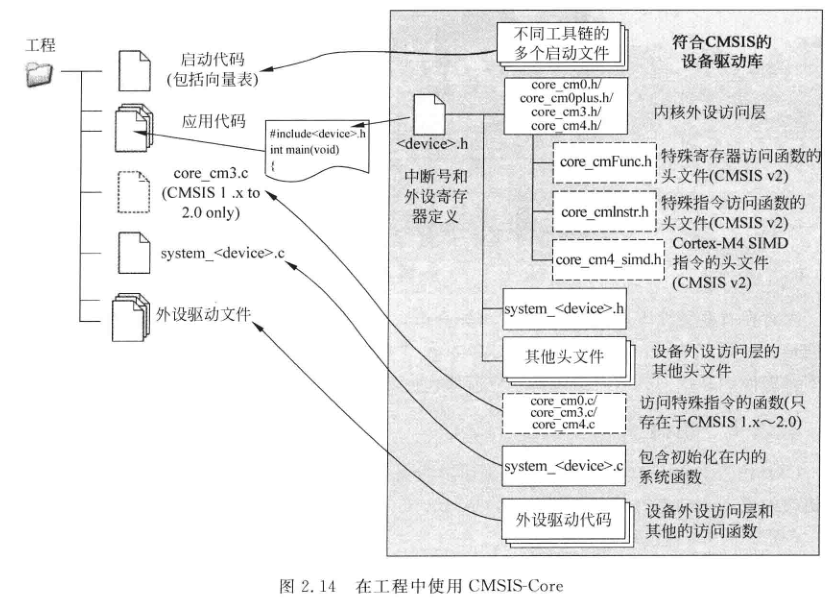 工程
启动代码
(包括向量表)
应用代码
#include<device>.h
int main(void)
{
core_cm3.c
(CMSIS 1 .x to
2.0 only)
system_<device>.c
外设驱动文件
不同工具链的
多个启动文件
符合CMSIS的
设备驱动库
<device>.h
中断号和
外设寄存
器定义
core_cm0.h/
core_cm0plus.h/
core_cm3.h/
core_cm4.h/
内核外设访问层
core_cmFunc.h
特殊寄存器访问函数的
头文件(CMSIS v2)
core_cmInstr.h
特殊指令访问函数的
头文件(CMSIS v2)
core_cm4_simd.h
Cortex-M4 SIMD
指令的头文件
(CMSIS v2)
system_<device>.h
其他头文件
设备外设访问层的
其他头文件
core_cm0.c/
core_cm3.c/
core_cm4.c
访问特殊指令的函数(只
存在于CMSIS 1.x～2.0)
system_<device>.c
包含初始化在内的
系统函数
外设驱动代码
设备外设访问层和
其他的访问函数
图 2.14 在工程中使用 CMSIS-Core